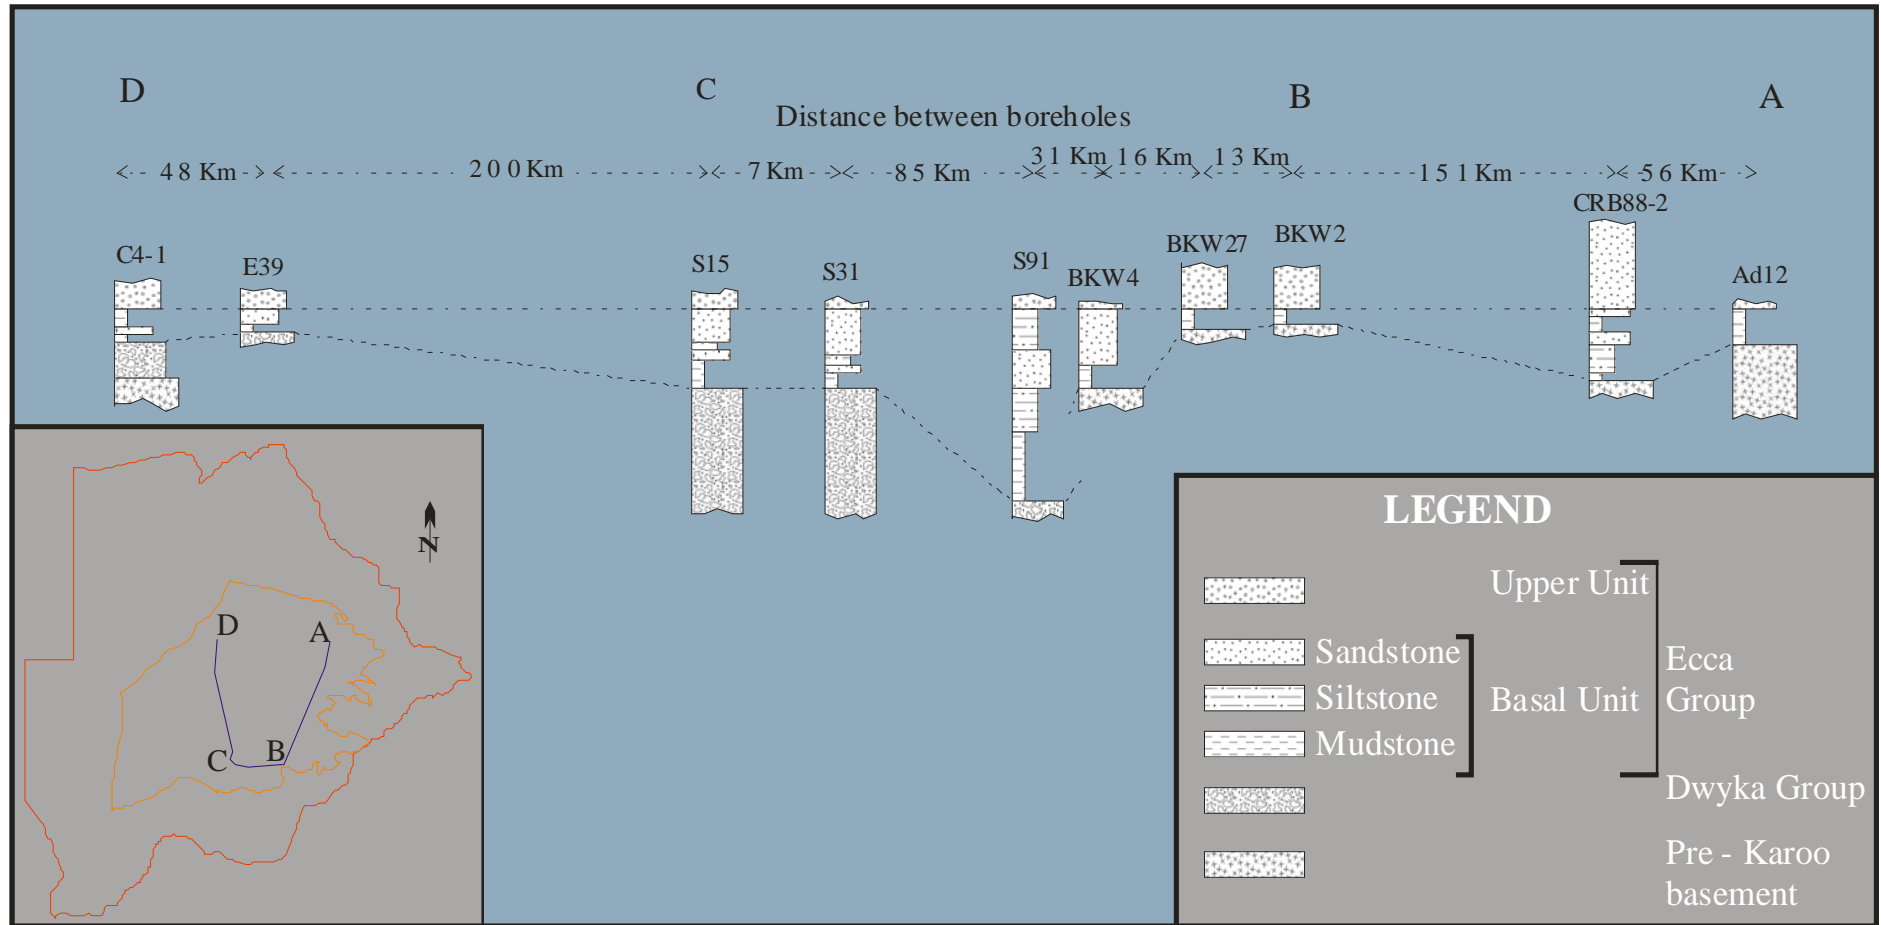 D
C
B
A
Distance between boreholes
48 Km
200 Km
7 Km
85 Km
31 Km
16 Km
13 Km
151 Km
56 Km
C4-1
E39
S15
S31
S91
BKW4
BKW27
BKW2
CRB88-2
Ad12
N
D
A
C
B
LEGEND
Upper Unit
Sandstone
Siltstone
Mudstone
Basal Unit
Ecca
Group
Dwyka Group
Pre - Karoo
basement